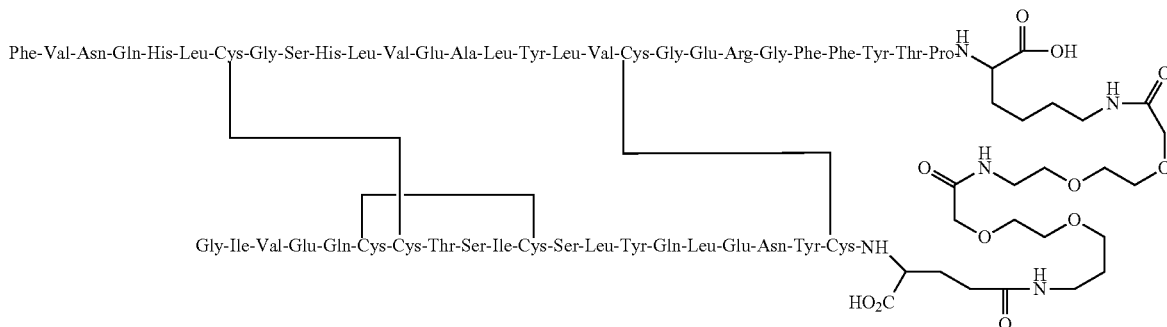 O
Phe-Val-Asn-Gln-His-Leu-Cys-Gly-Ser-His-Leu-Val-Glu-Ala-Leu-Tyr-Leu-Val-Cys-Gly-Glu-Arg-Gly-Phe-Phe-Tyr-Thr-Pro
H
N
OH
O
H
N
H
N
O
O
O
O
O
Gly-Ile-Val-Glu-Gln-Cys-Cys-Thr-Ser-Ile-Cys-Ser-Leu-Tyr-Gln-Leu-Glu-Asn-Tyr-Cys-NH
HO₂C
N
H
O